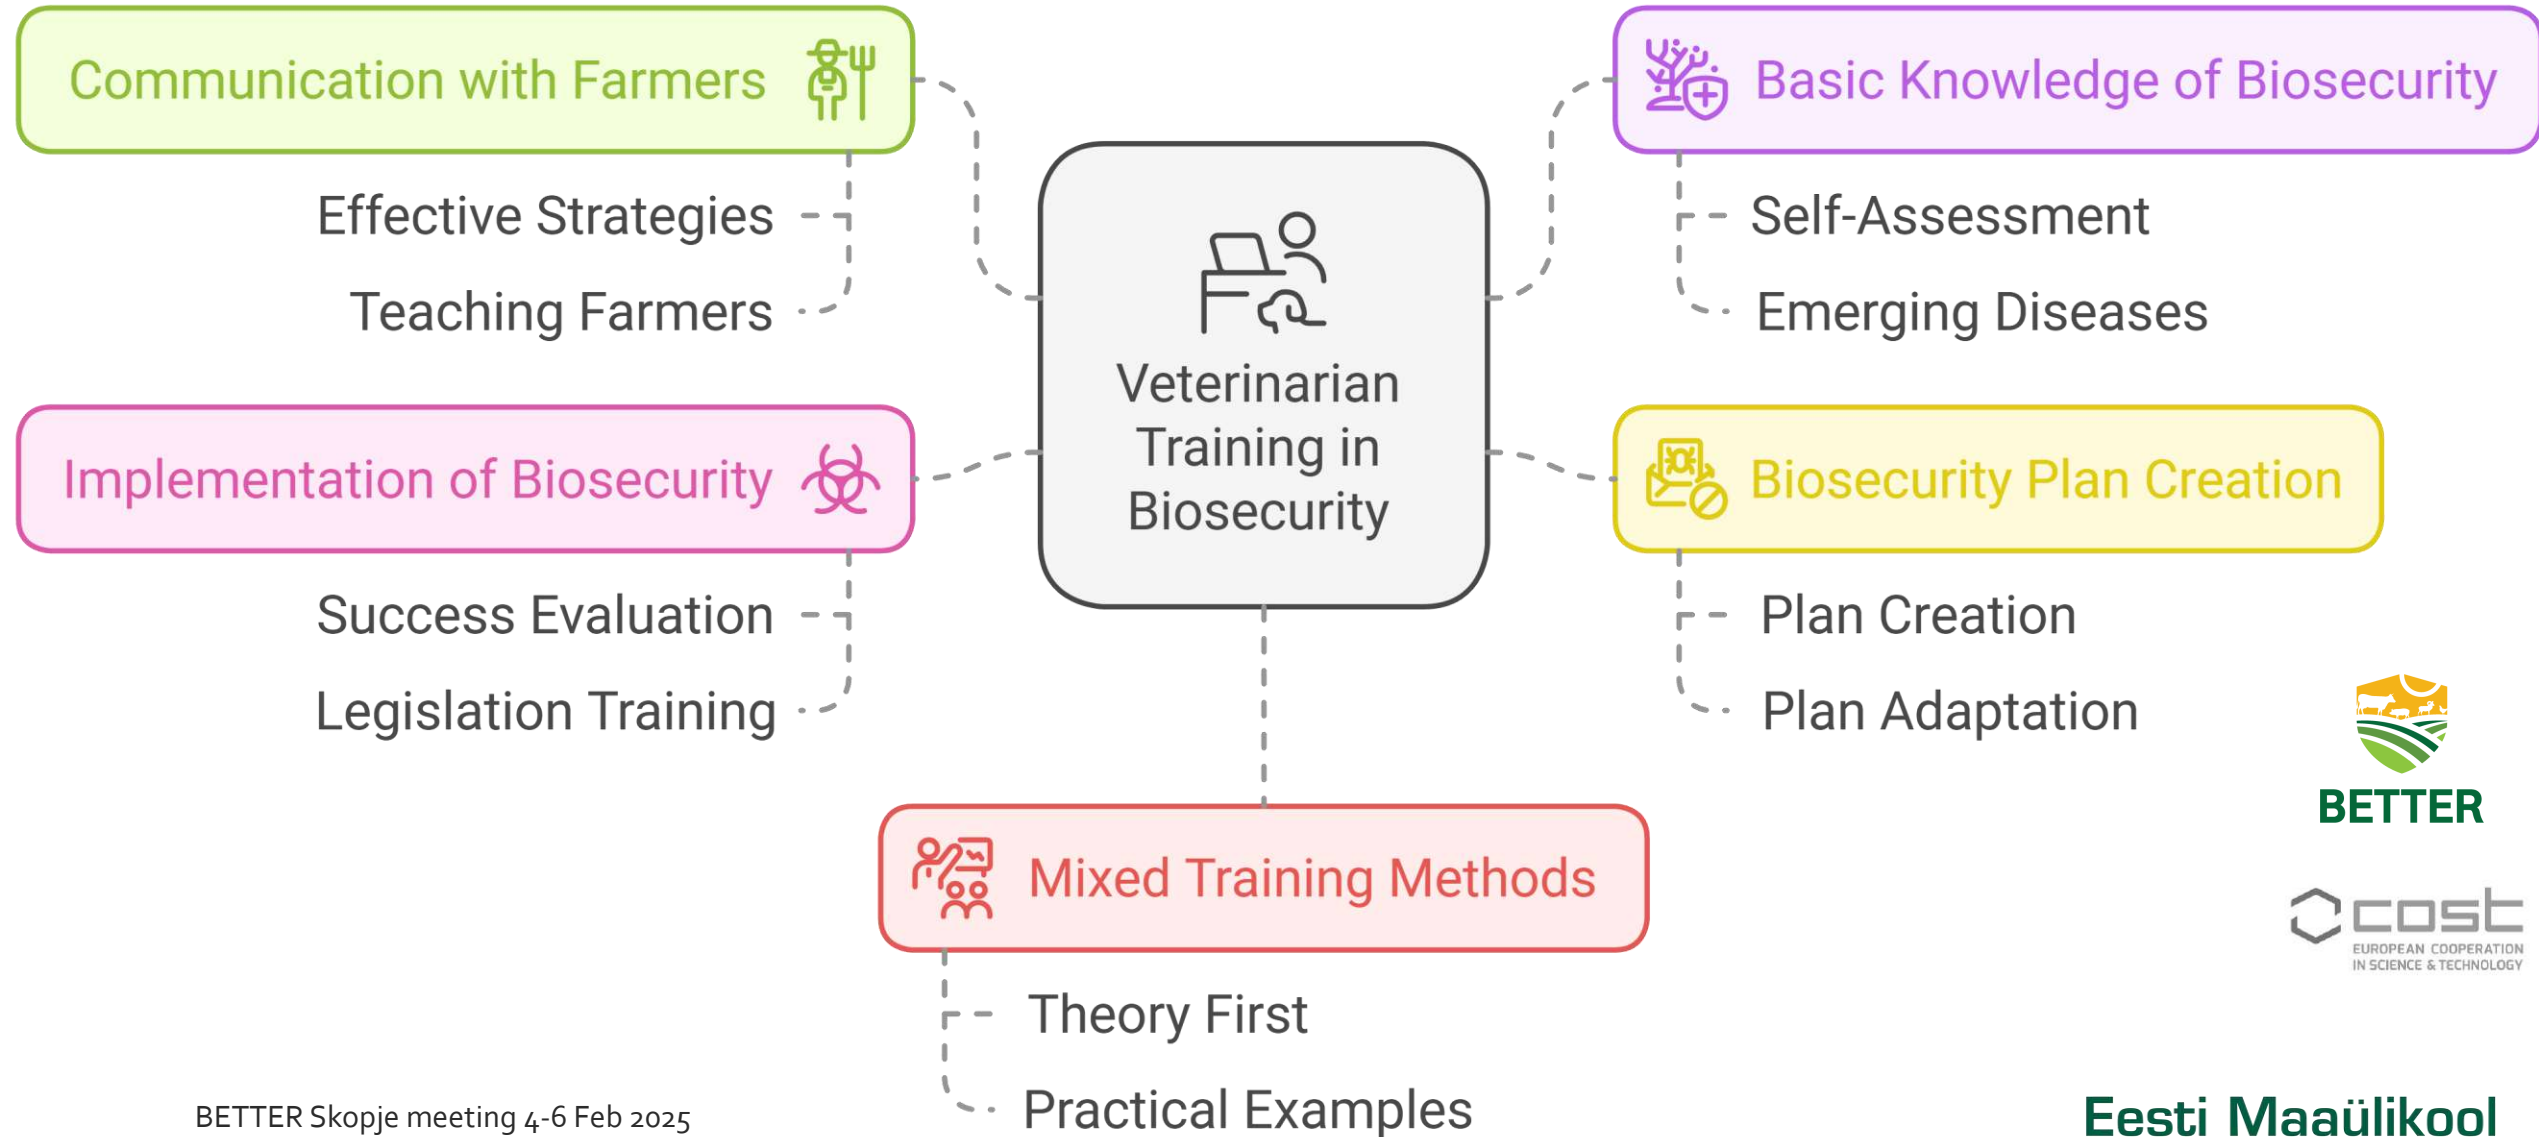 Communication with Farmers
Effective Strategies
Teaching Farmers
Implementation of Biosecurity
Success Evaluation
Legislation Training
Veterinarian
Training in
Biosecurity
Basic Knowledge of Biosecurity
Self-Assessment
Emerging Diseases
Biosecurity Plan Creation
Plan Creation
Plan Adaptation
Mixed Training Methods
Theory First
Practical Examples
BETTER
cost
EUROPEAN COOPERATION
IN SCIENCE & TECHNOLOGY
BETTER Skopje meeting 4-6 Feb 2025
Eesti Maaülikool